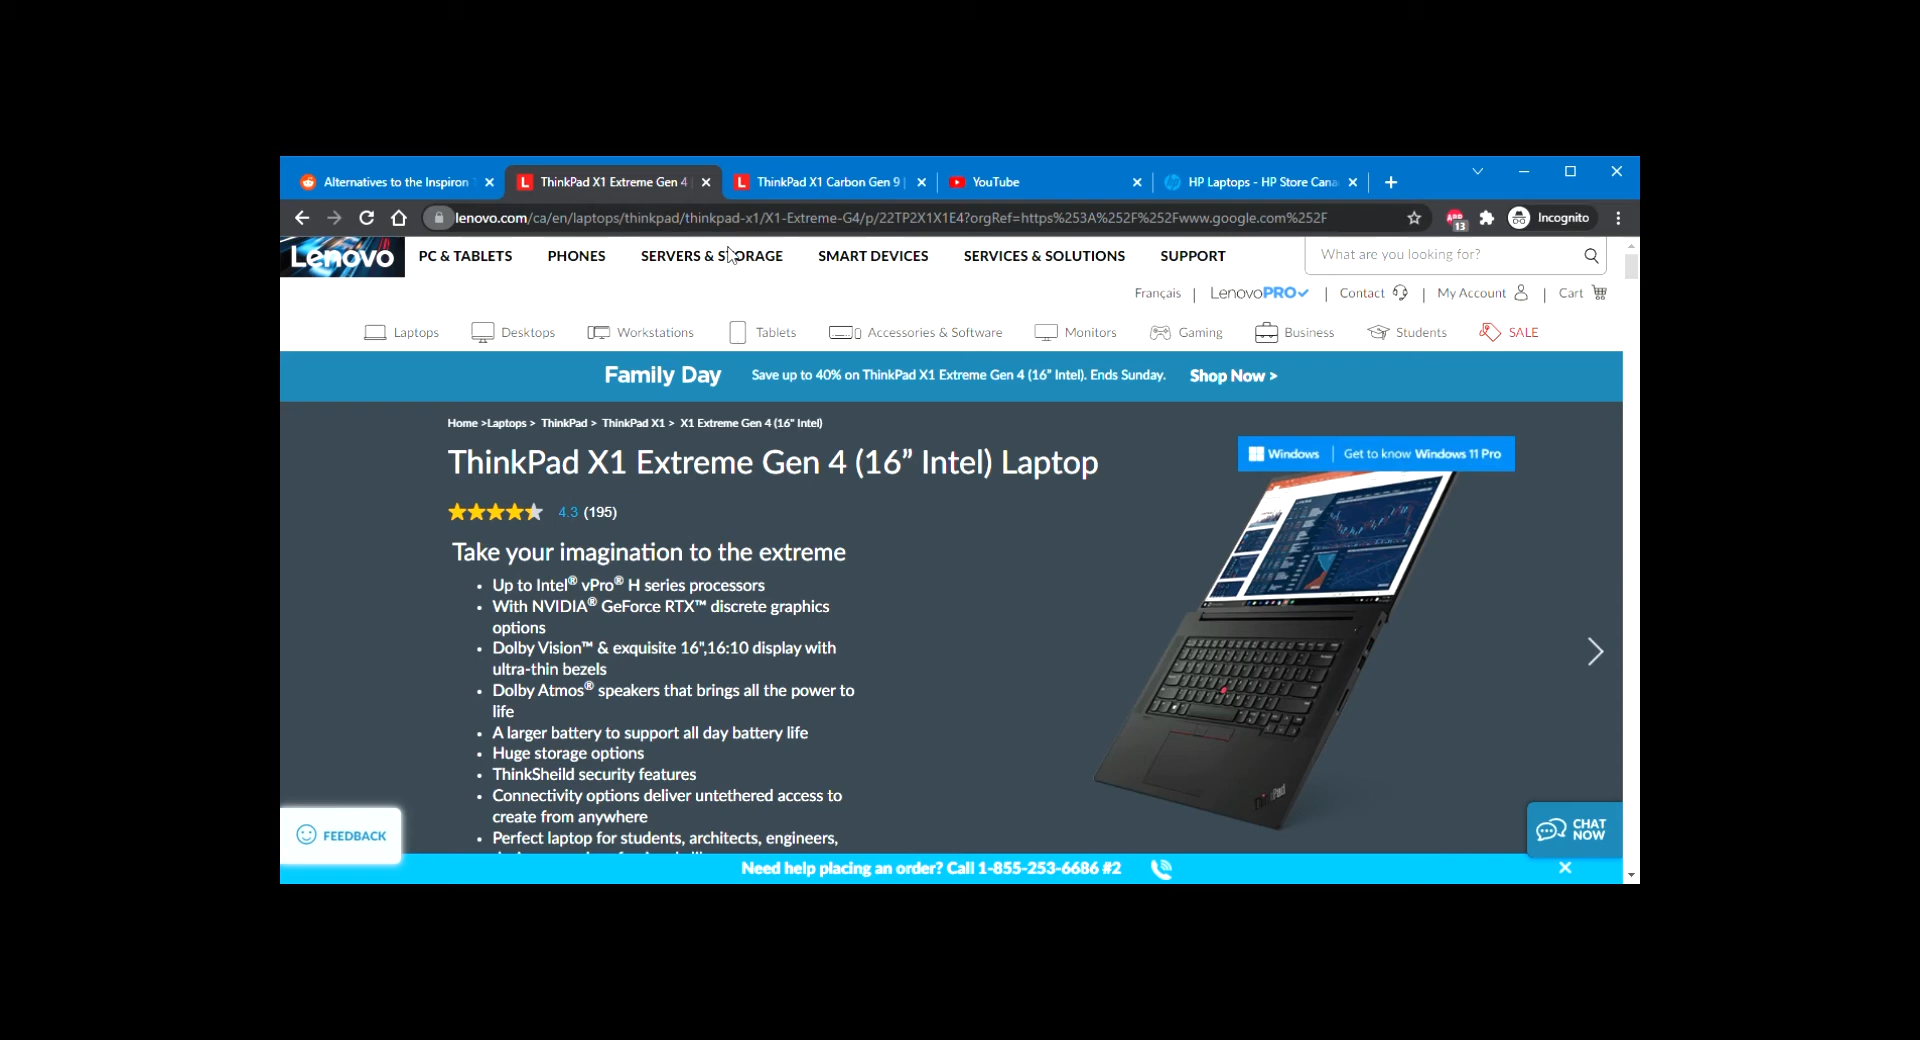 Alternatives to the Inspiron
ThinkPad X1 Extreme Gen 4
ThinkPad X1 Carbon Gen 9 |
YouTube
HP Laptops - HP Store Cana
lenovo.com/ca/en/laptops/thinkpad/thinkpad-x1/X1-Extreme-G4/p/22TP2X1X1E4?orgRef=https%253A%252F%252Fwww.google.com%252F
ABP
13
Incognito
Lenovo
PC & TABLETS
PHONES
SERVERS & STORAGE
SMART DEVICES
SERVICES & SOLUTIONS
SUPPORT
What are you looking for?
Français | LenovoPRO | Contact | My Account | Cart
Laptops
Desktops
Workstations
Tablets
Accessories & Software
Monitors
Gaming
Business
Students
SALE
Family Day
Save up to 40% on ThinkPad X1 Extreme Gen 4 (16" Intel). Ends Sunday.
Shop Now >
Home >Laptops > ThinkPad > ThinkPad X1 > X1 Extreme Gen 4 (16" Intel)
Windows | Get to know Windows 11 Pro
ThinkPad X1 Extreme Gen 4 (16” Intel) Laptop
4.3 (195)
Take your imagination to the extreme
• Up to Intel® vPro® H series processors
• With NVIDIA® GeForce RTX™ discrete graphics
options
• Dolby Vision™ & exquisite 16",16:10 display with
ultra-thin bezels
• Dolby Atmos® speakers that brings all the power to
life
• A larger battery to support all day battery life
• Huge storage options
• ThinkSheild security features
• Connectivity options deliver untethered access to
create from anywhere
• Perfect laptop for students, architects, engineers,
ThinkPad
FEEDBACK
CHAT
NOW
Need help placing an order? Call 1-855-253-6686 #2